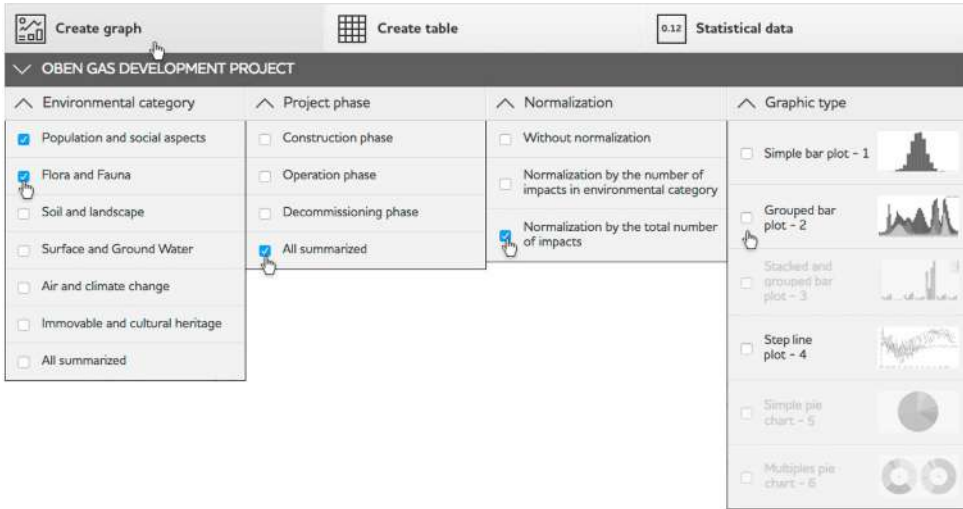 Create graph
Create table
0.12 Statistical data
OBEN GAS DEVELOPMENT PROJECT
Environmental category
Population and social aspects
Flora and Fauna
Soil and landscape
Surface and Ground Water
Air and climate change
Immovable and cultural heritage
All summarized
Project phase
Construction phase
Operation phase
Decommissioning phase
All summarized
Normalization
Without normalization
Normalization by the number of
impacts in environmental category
Normalization by the total number
of impacts
Graphic type
Simple bar plot - 1
Grouped bar
plot - 2
Stacked and
grouped bar
plot - 3
Step line
plot - 4
Simple pie
chart - 5
Multiples pie
chart - 6